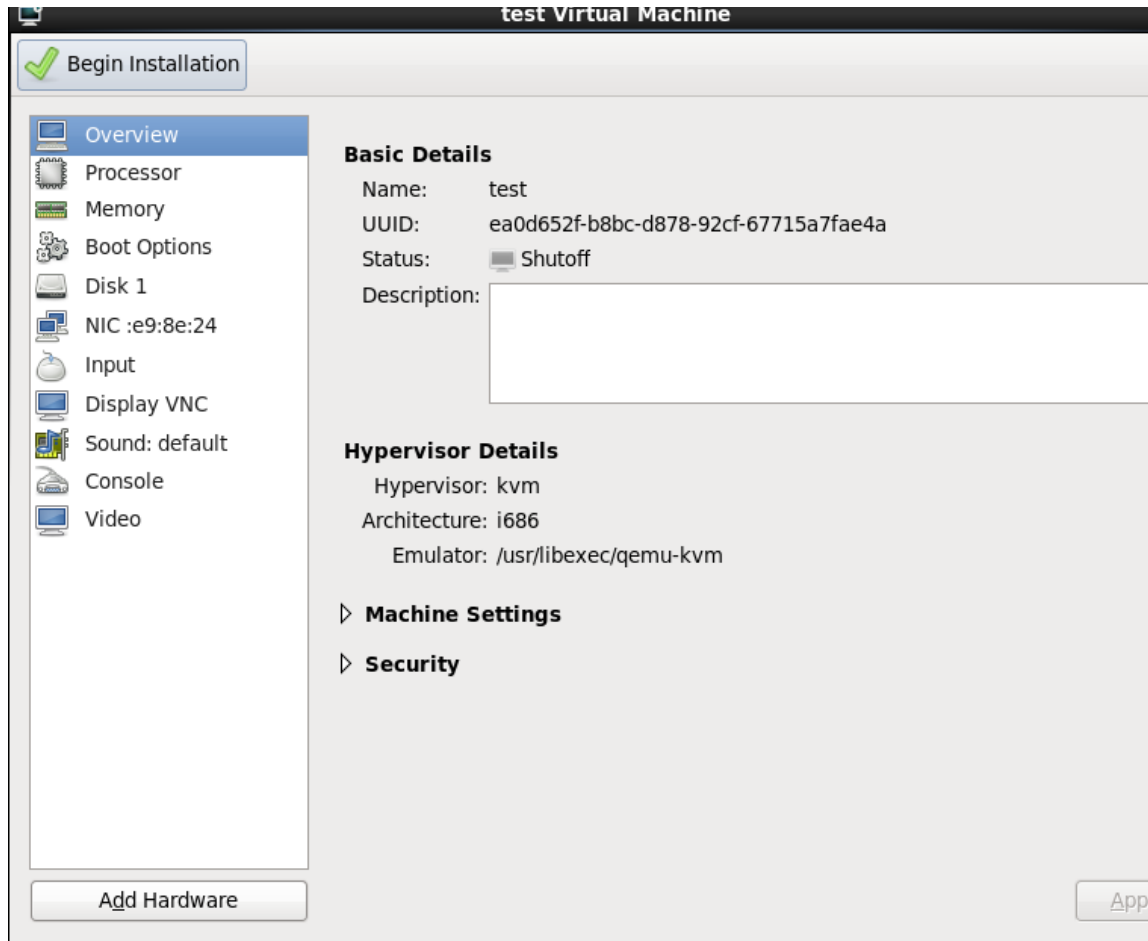 test Virtual Machine
Begin Installation
Overview
Processor
Memory
Boot Options
Disk 1
NIC :e9:8e:24
Input
Display VNC
Sound: default
Console
Video
Add Hardware
Basic Details
Name: test
UUID: ea0d652f-b8bc-d878-92cf-67715a7fae4a
Status: Shutoff
Description:
Hypervisor Details
Hypervisor: kvm
Architecture: i686
Emulator: /usr/libexec/qemu-kvm
Machine Settings
Security
App